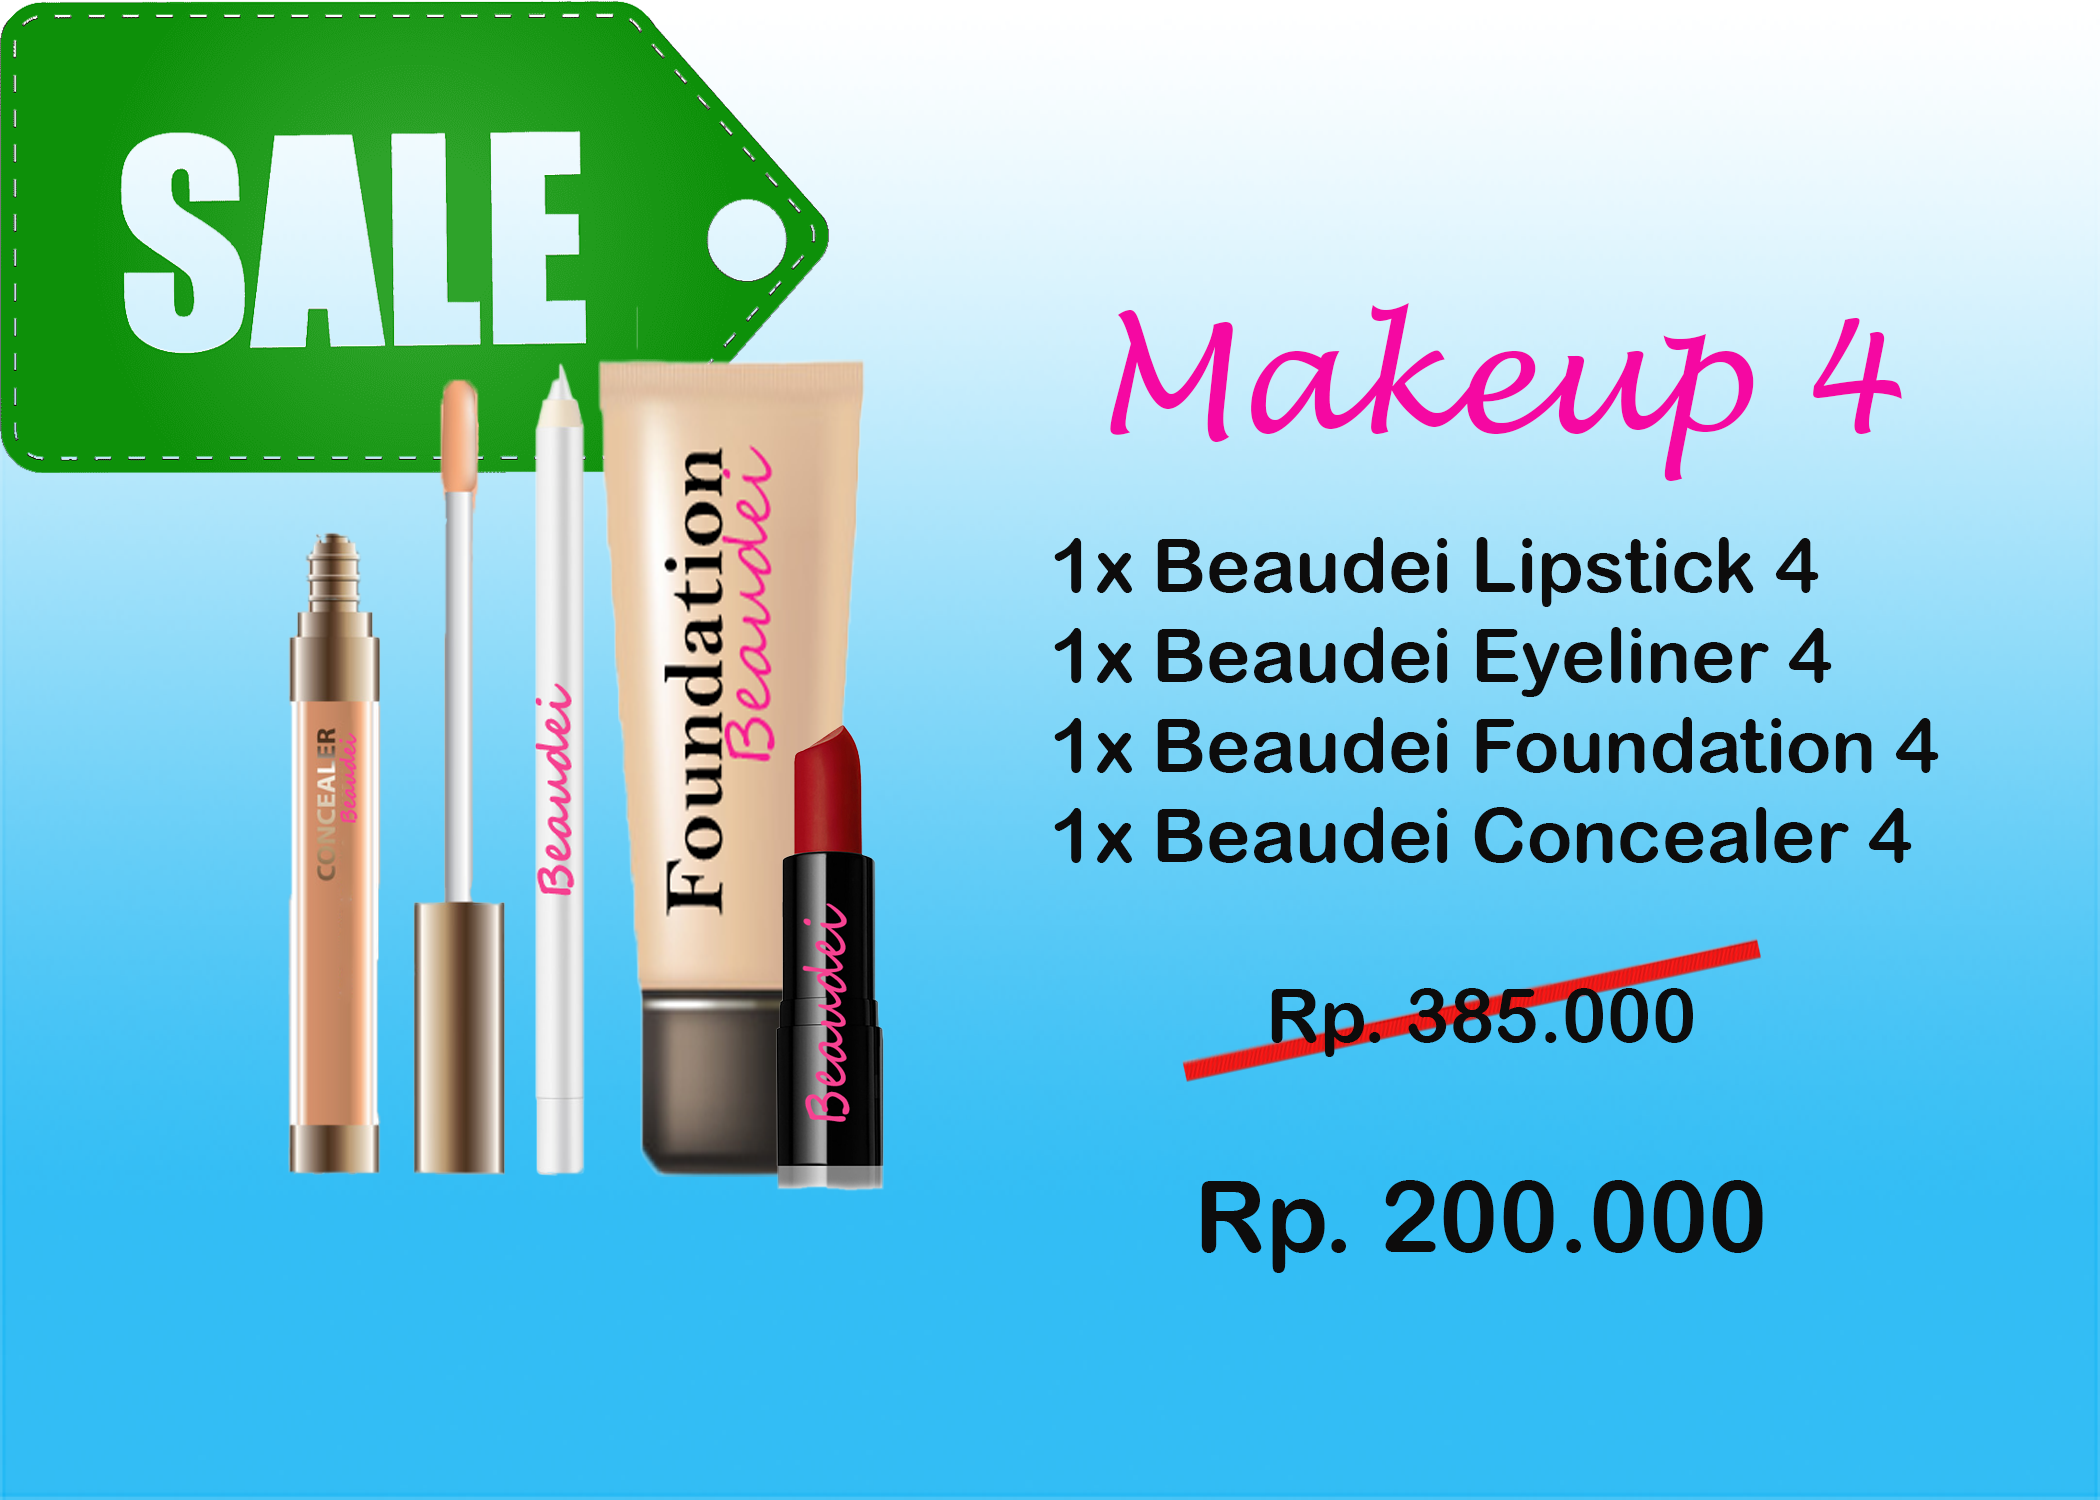 SALE
Makeup 4
1x Beaudei Lipstick 4
1x Beaudei Eyeliner 4
1x Beaudei Foundation 4
1x Beaudei Concealer 4
Rp. 385.000
Rp. 200.000
CONCEALER
Beaudei
Beaudei
Foundation
Beaudei
Beaudei